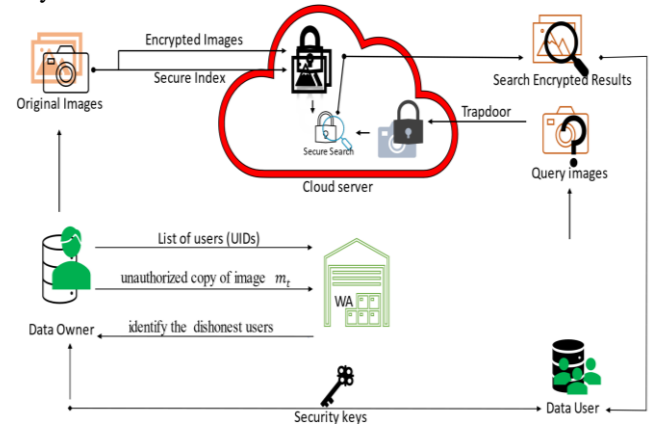 Encrypted Images
Secure Index
Original Images
Search Encrypted Results
Trapdoor
Secure Search
Query images
Cloud server
List of users (UIDs)
unauthorized copy of image m_t
WA
identify the dishonest users
Data Owner
Data User
Security keys